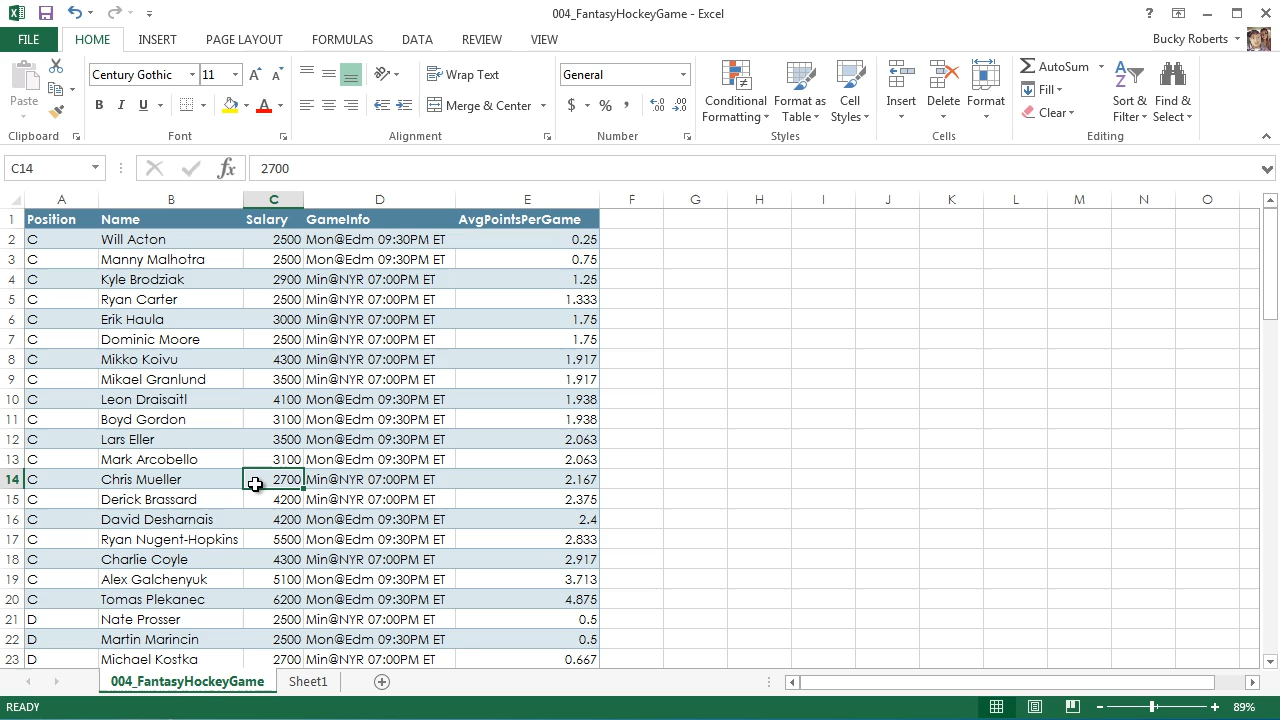 004_FantasyHockeyGame - Excel
FILE HOME INSERT PAGE LAYOUT FORMULAS DATA REVIEW VIEW Bucky Roberts
Paste
Clipboard
Century Gothic 11
B I U
Font
Wrap Text
Merge & Center
Alignment
General
$ % ,
Number
Conditional Formatting
Format as Table
Cell Styles
Styles
Insert Delete Format
Cells
AutoSum
Fill
Clear
Sort & Filter
Find & Select
Editing
C14 fx 2700
A B C D E F G H I J K L M N O
1 Position Name Salary GameInfo AvgPointsPerGame
2 C Will Acton 2500 Mon@Edm 09:30PM ET 0.25
3 C Manny Malhotra 2500 Mon@Edm 09:30PM ET 0.75
4 C Kyle Brodziak 2900 Min@NYR 07:00PM ET 1.25
5 C Ryan Carter 2500 Min@NYR 07:00PM ET 1.333
6 C Erik Haula 3000 Min@NYR 07:00PM ET 1.75
7 C Dominic Moore 2500 Min@NYR 07:00PM ET 1.75
8 C Mikko Koivu 4300 Min@NYR 07:00PM ET 1.917
9 C Mikael Granlund 3500 Min@NYR 07:00PM ET 1.917
10 C Leon Draisaitl 4100 Mon@Edm 09:30PM ET 1.938
11 C Boyd Gordon 3100 Mon@Edm 09:30PM ET 1.938
12 C Lars Eller 3500 Mon@Edm 09:30PM ET 2.063
13 C Mark Arcobello 3100 Mon@Edm 09:30PM ET 2.063
14 C Chris Mueller 2700 Min@NYR 07:00PM ET 2.167
15 C Derick Brassard 4200 Min@NYR 07:00PM ET 2.375
16 C David Desharnais 4200 Mon@Edm 09:30PM ET 2.4
17 C Ryan Nugent-Hopkins 5500 Mon@Edm 09:30PM ET 2.833
18 C Charlie Coyle 4300 Min@NYR 07:00PM ET 2.917
19 C Alex Galchenyuk 5100 Mon@Edm 09:30PM ET 3.713
20 C Tomas Plekanec 6200 Mon@Edm 09:30PM ET 4.875
21 D Nate Prosser 2500 Min@NYR 07:00PM ET 0.5
22 D Martin Marincin 2500 Mon@Edm 09:30PM ET 0.5
23 D Michael Kostka 2700 Min@NYR 07:00PM ET 0.667
004_FantasyHockeyGame Sheet1
READY 89%